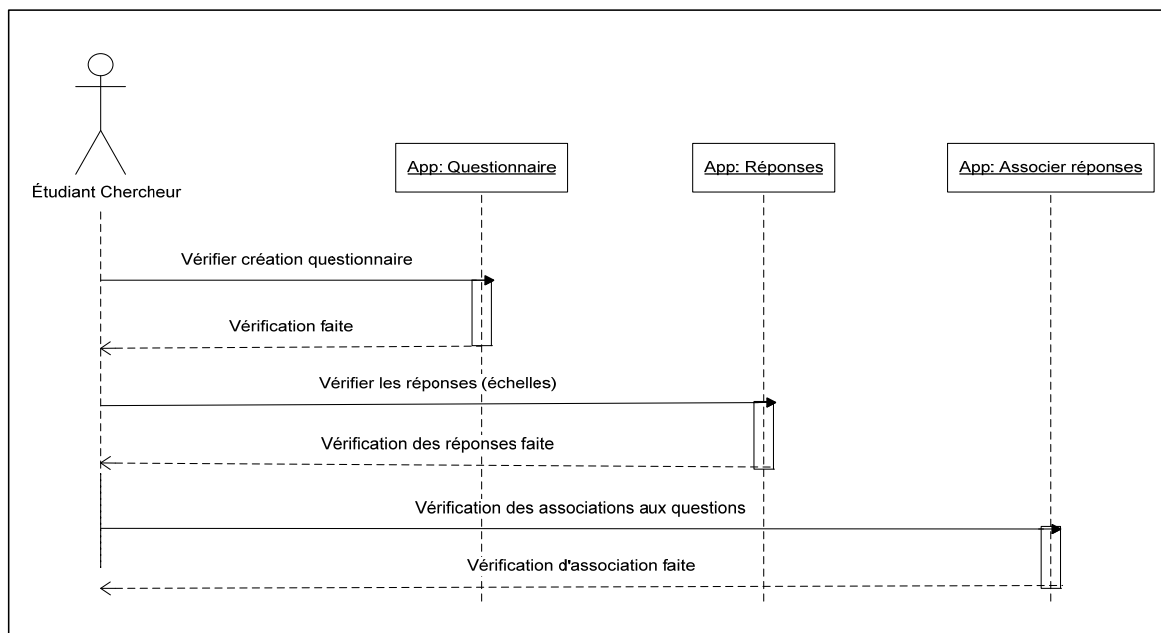 App: Questionnaire
App: Réponses
App: Associer réponses
Étudiant Chercheur
Vérifier création questionnaire
Vérification faite
Vérifier les réponses (échelles)
Vérification des réponses faite
Vérification des associations aux questions
Vérification d'association faite